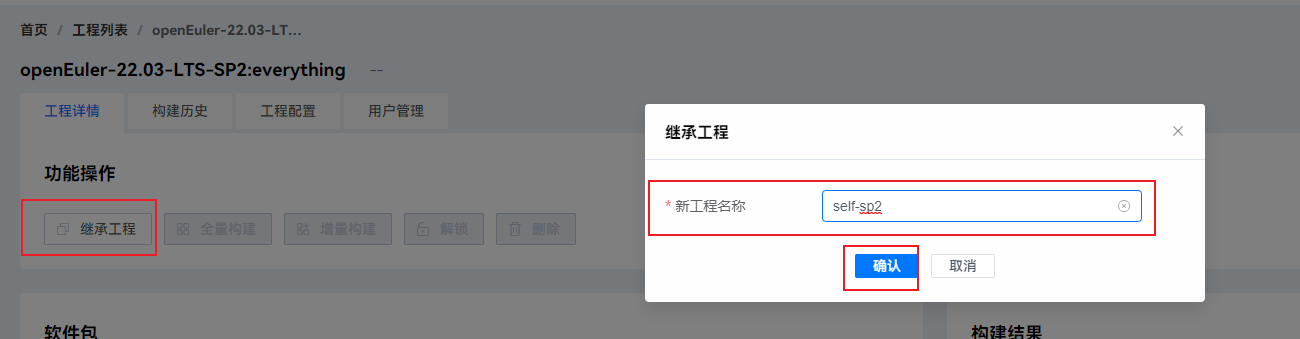 首页 / 工程列表 / openEuler-22.03-LT...
openEuler-22.03-LTS-SP2:everything --
工程详情 构建历史 工程配置 用户管理
功能操作
继承工程 全量构建 增量构建 解锁 删除
继承工程
* 新工程名称 self-sp2
确认 取消
软件包 构建结果